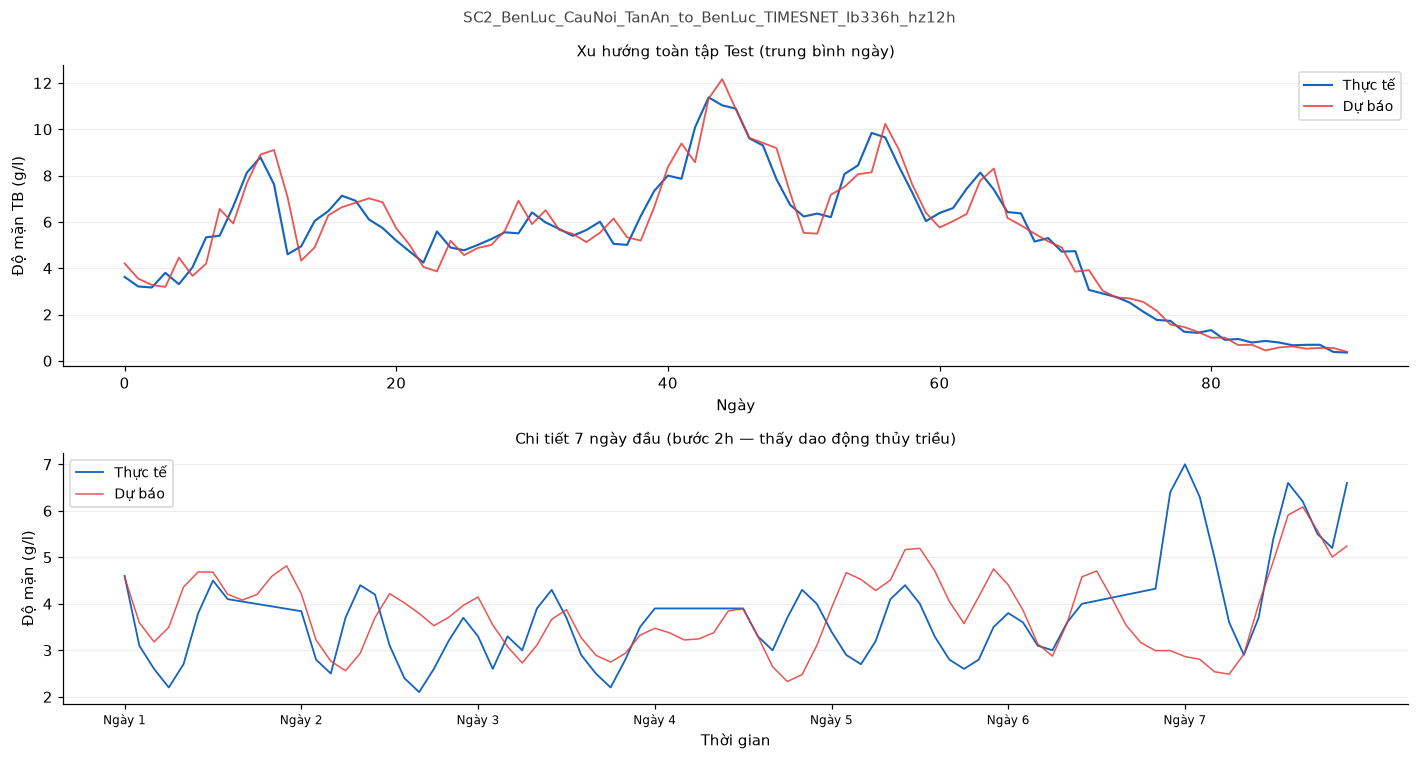 SC2_BenLuc_CauNoi_TanAn_to_BenLuc_TIMESNET_lb336h_hz12h
Xu hướng toàn tập Test (trung bình ngày)
Độ mặn TB (g/l)
12
10
8
6
4
2
0
Thực tế
Dự báo
0
20
40
60
80
Ngày
Chi tiết 7 ngày đầu (bước 2h — thấy dao động thủy triều)
Độ mặn (g/l)
7
6
5
4
3
2
Thực tế
Dự báo
Ngày 1
Ngày 2
Ngày 3
Ngày 4
Ngày 5
Ngày 6
Ngày 7
Thời gian